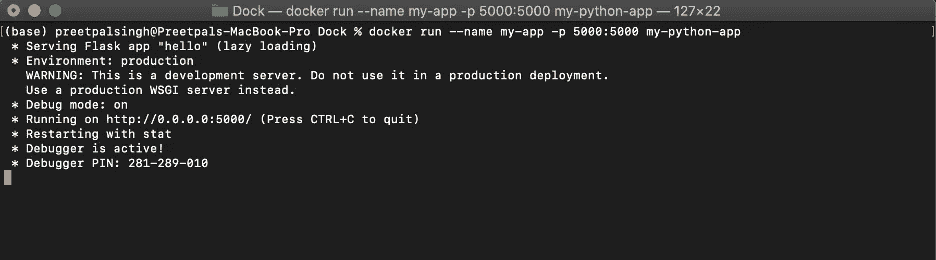 Dock — docker run --name my-app -p 5000:5000 my-python-app — 127×22
[(base) preetpalsingh@Preetpals-MacBook-Pro Dock % docker run --name my-app -p 5000:5000 my-python-app ]
* Serving Flask app "hello" (lazy loading)
* Environment: production
WARNING: This is a development server. Do not use it in a production deployment.
Use a production WSGI server instead.
* Debug mode: on
* Running on http://0.0.0.0:5000/ (Press CTRL+C to quit)
* Restarting with stat
* Debugger is active!
* Debugger PIN: 281-289-010